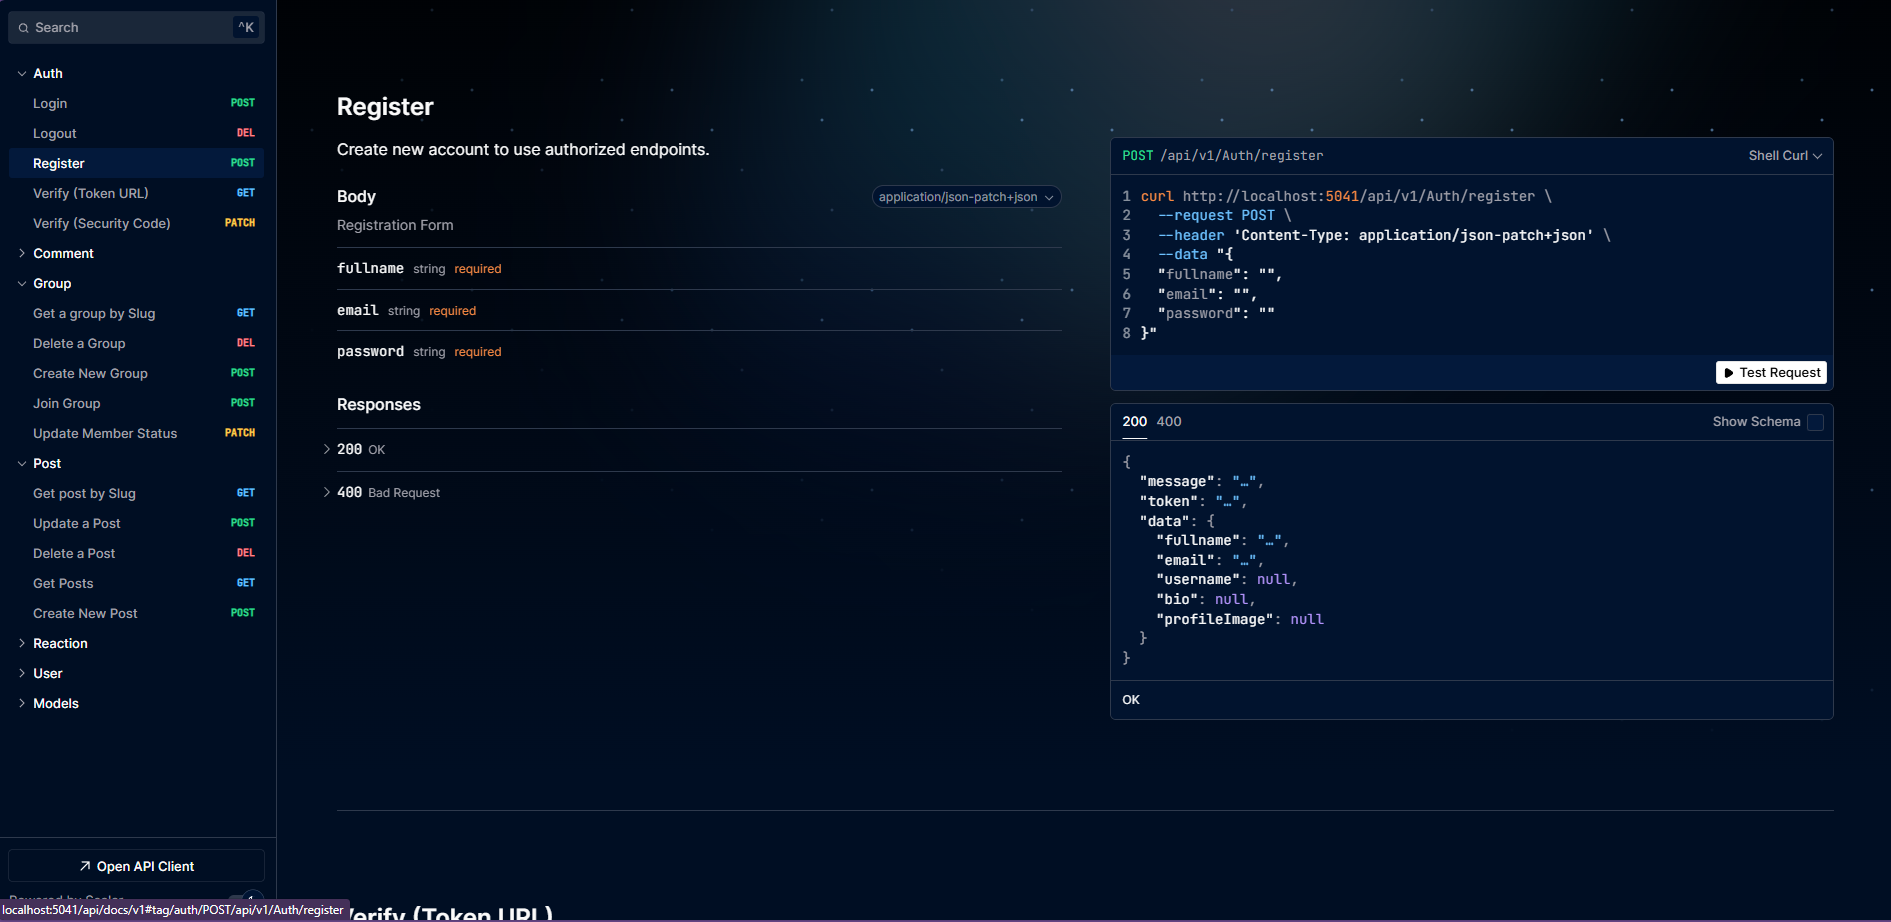 Search ^K
Auth
Login POST
Logout DEL
Register POST
Verify (Token URL) GET
Verify (Security Code) PATCH
Comment
Group
Get a group by Slug GET
Delete a Group DEL
Create New Group POST
Join Group POST
Update Member Status PATCH
Post
Get post by Slug GET
Update a Post POST
Delete a Post DEL
Get Posts GET
Create New Post POST
Reaction
User
Models
Open API Client
Powered by Scalar
localhost:5041/api/docs/v1#tag/auth/POST/api/v1/Auth/register
Register
Create new account to use authorized endpoints.
Body application/json-patch+json
Registration Form
fullname string required
email string required
password string required
Responses
200 OK
400 Bad Request
POST /api/v1/Auth/register Shell Curl
1 curl http://localhost:5041/api/v1/Auth/register \
2 --request POST \
3 --header 'Content-Type: application/json-patch+json' \
4 --data "{
5 "fullname": "",
6 "email": "",
7 "password": ""
8 }"
Test Request
200 400 Show Schema
{
"message": "…",
"token": "…",
"data": {
"fullname": "…",
"email": "…",
"username": null,
"bio": null,
"profileImage": null
}
}
OK
Verify (Token URL)